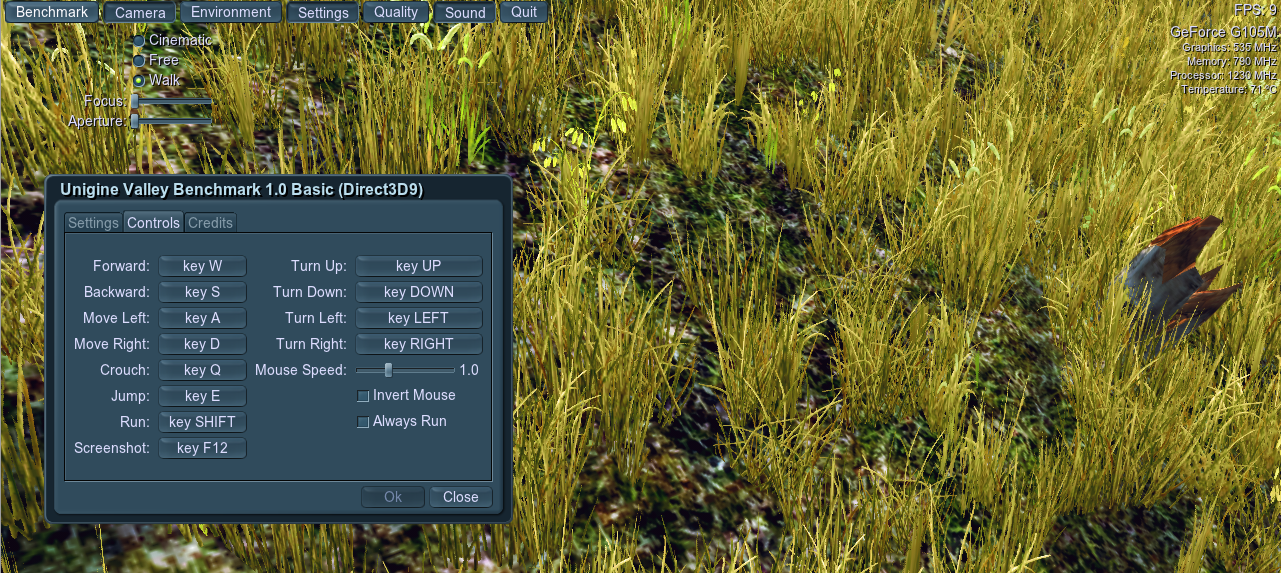 Benchmark Camera Environment Settings Quality Sound Quit
FPS: 9
GeForce G105M
Graphics: 535 MHz
Memory: 790 MHz
Processor: 1230 MHz
Temperature: 71°C
Cinematic
Free
Walk
Focus:
Aperture:
Unigine Valley Benchmark 1.0 Basic (Direct3D9)
Settings Controls Credits
Forward: key W Turn Up: key UP
Backward: key S Turn Down: key DOWN
Move Left: key A Turn Left: key LEFT
Move Right: key D Turn Right: key RIGHT
Crouch: key Q Mouse Speed: 1.0
Jump: key E Invert Mouse
Run: key SHIFT Always Run
Screenshot: key F12
Ok Close